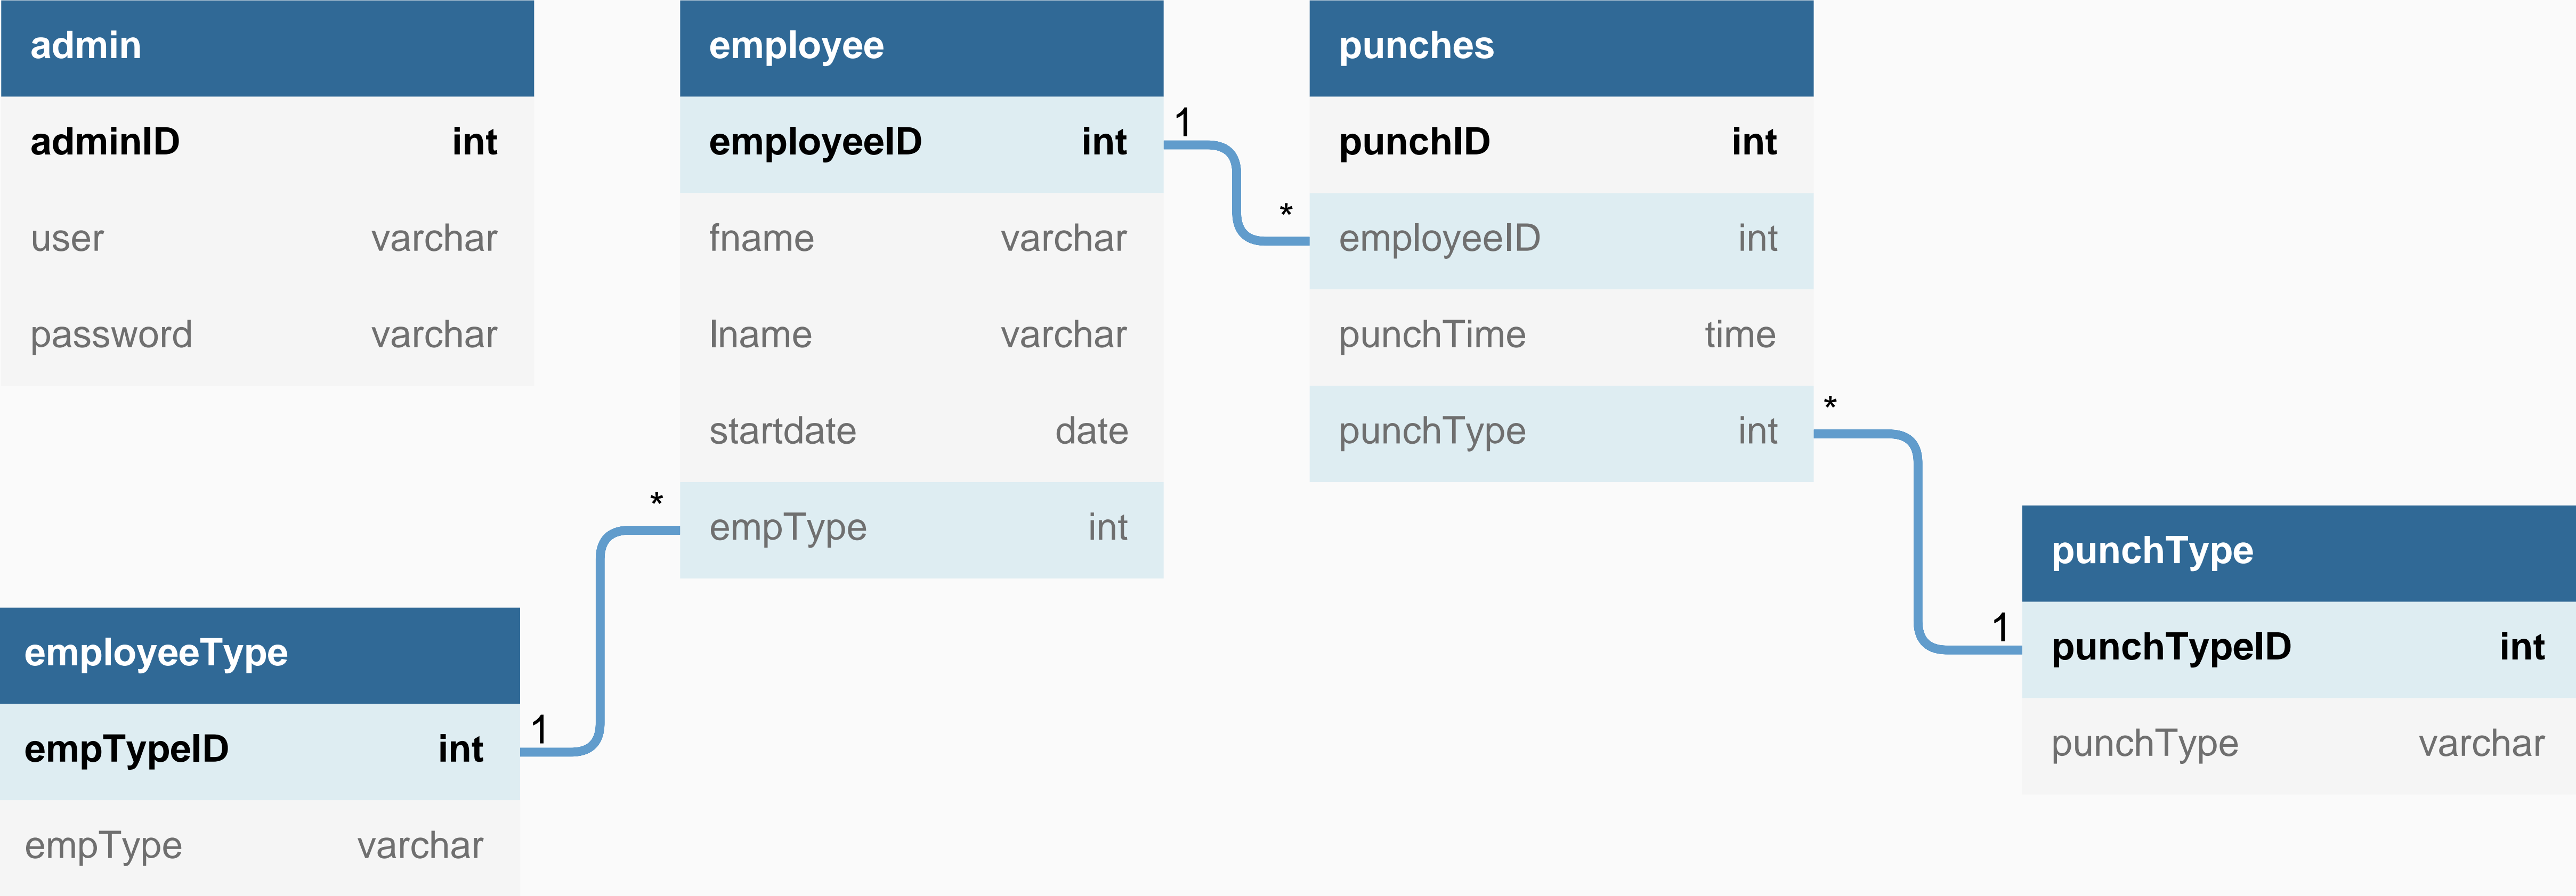 admin
adminID int
user varchar
password varchar
employee
employeeID int
fname varchar
lname varchar
startdate date
empType int
1
*
*
1
punches
punchID int
employeeID int
punchTime time
punchType int
*
1
employeeType
empTypeID int
empType varchar
punchType
punchTypeID int
punchType varchar